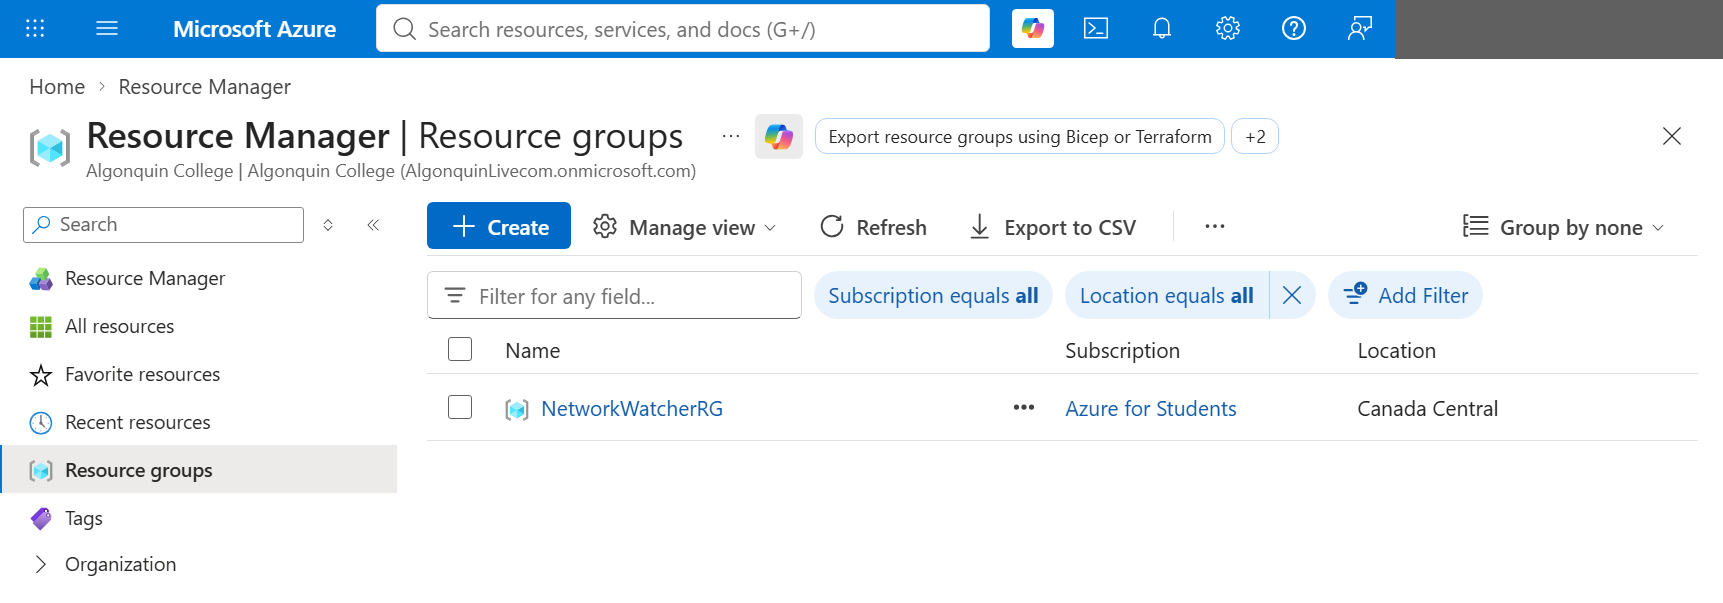 Microsoft Azure
Search resources, services, and docs (G+/)
Home > Resource Manager
Resource Manager | Resource groups
Export resource groups using Bicep or Terraform
+2
Algonquin College | Algonquin College (AlgonquinLivecom.onmicrosoft.com)
Search
Resource Manager
All resources
Favorite resources
Recent resources
Resource groups
Tags
Organization
Create
Manage view
Refresh
Export to CSV
Group by none
Filter for any field...
Subscription equals all
Location equals all
Add Filter
Name Subscription Location
NetworkWatcherRG Azure for Students Canada Central